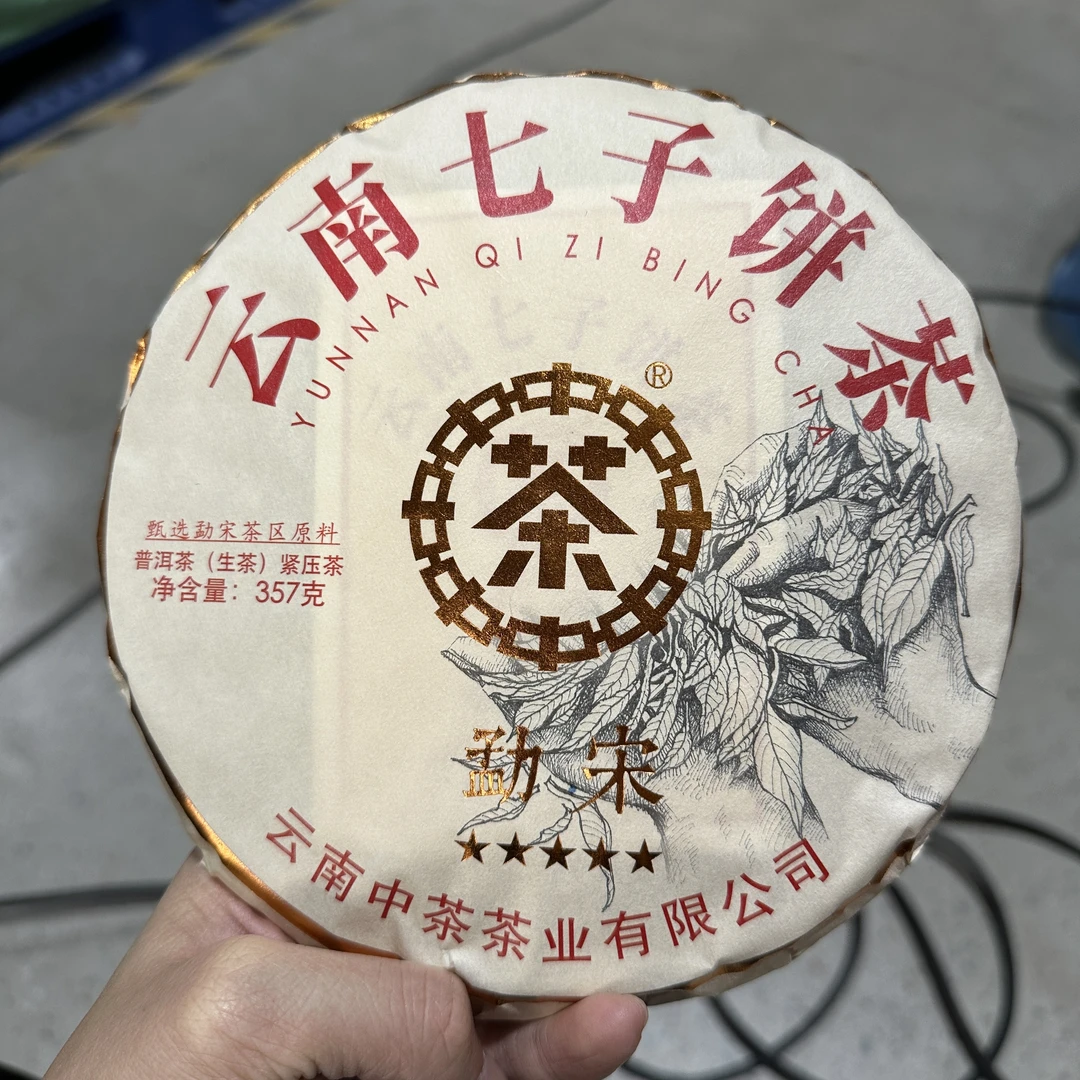 云南七子饼茶
YUNNAN QI ZI BING CHA
®
茶
甄选勐宋茶区原料
普洱茶（生茶）紧压茶
净含量：357克
勐宋
★★★★★
云南中茶茶业有限公司